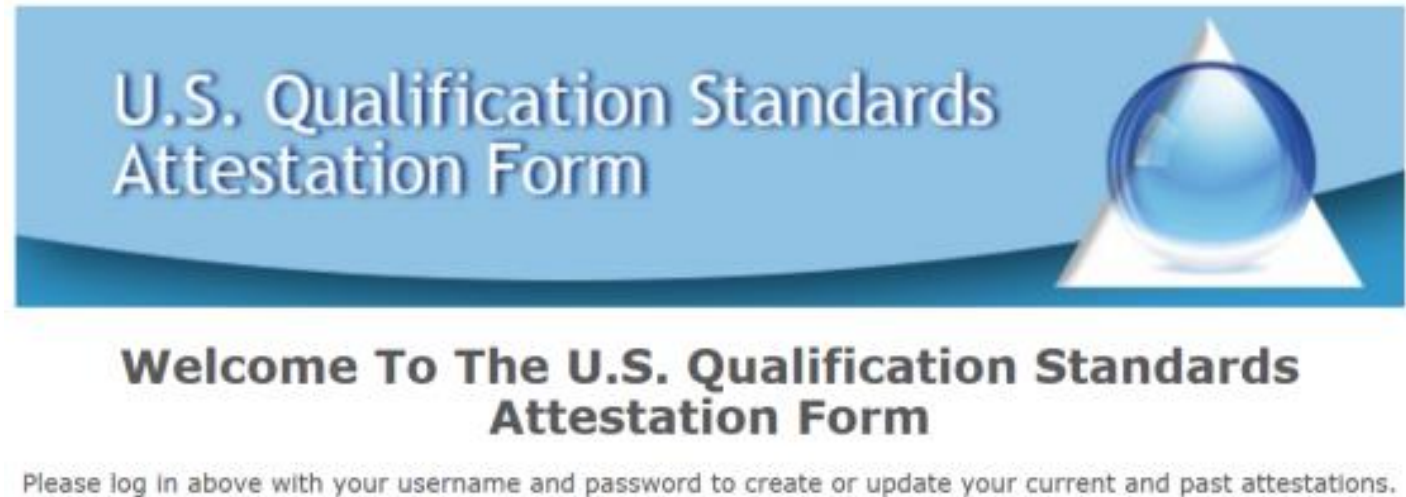 U.S. Qualification Standards
Attestation Form
Welcome To The U.S. Qualification Standards
Attestation Form
Please log in above with your username and password to create or update your current and past attestations.